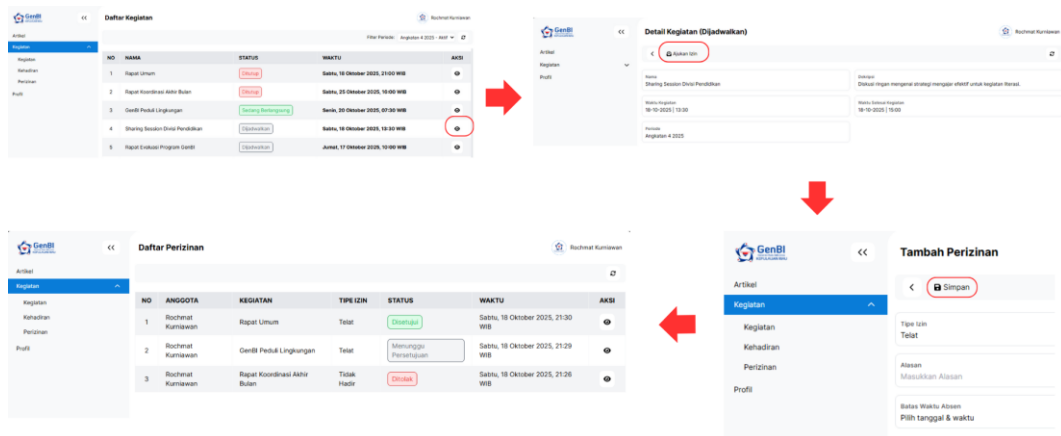 GenBI
Daftar Kegiatan
Rochmat Kurniawan
Artikel
Kegiatan
Kegiatan
Kehadiran
Perizinan
Profil
Filter Periode: Angkatan 4 2025 - Aktif
NO NAMA STATUS WAKTU AKSI
1 Rapat Umum Ditutup Sabtu, 18 Oktober 2025, 21:00 WIB
2 Rapat Koordinasi Akhir Bulan Ditutup Sabtu, 25 Oktober 2025, 16:00 WIB
3 GenBI Peduli Lingkungan Sedang Berlangsung Senin, 20 Oktober 2025, 07:30 WIB
4 Sharing Session Divisi Pendidikan Dijadwalkan Sabtu, 18 Oktober 2025, 13:30 WIB
5 Rapat Evaluasi Program GenBI Dijadwalkan Jumat, 17 Oktober 2025, 10:00 WIB
GenBI
Detail Kegiatan (Dijadwalkan)
Rochmat Kurniawan
Artikel
Kegiatan
Profil
Ajukan Izin
Nama
Sharing Session Divisi Pendidikan
Deskripsi
Diskusi ringan mengenai strategi mengajar efektif untuk kegiatan literasi.
Waktu Kegiatan
18-10-2025 | 13:30
Waktu Selesai Kegiatan
18-10-2025 | 15:00
Periode
Angkatan 4 2025
GenBI
Daftar Perizinan
Rochmat Kurniawan
Artikel
Kegiatan
Kegiatan
Kehadiran
Perizinan
Profil
NO ANGGOTA KEGIATAN TIPE IZIN STATUS WAKTU AKSI
1 Rochmat Kurniawan Rapat Umum Telat Disetujui Sabtu, 18 Oktober 2025, 21:30 WIB
2 Rochmat Kurniawan GenBI Peduli Lingkungan Telat Menunggu Persetujuan Sabtu, 18 Oktober 2025, 21:29 WIB
3 Rochmat Kurniawan Rapat Koordinasi Akhir Bulan Tidak Hadir Ditolak Sabtu, 18 Oktober 2025, 21:26 WIB
GenBI
Tambah Perizinan
Artikel
Kegiatan
Kegiatan
Kehadiran
Perizinan
Profil
Simpan
Tipe Izin
Telat
Alasan
Masukkan Alasan
Batas Waktu Absen
Pilih tanggal & waktu